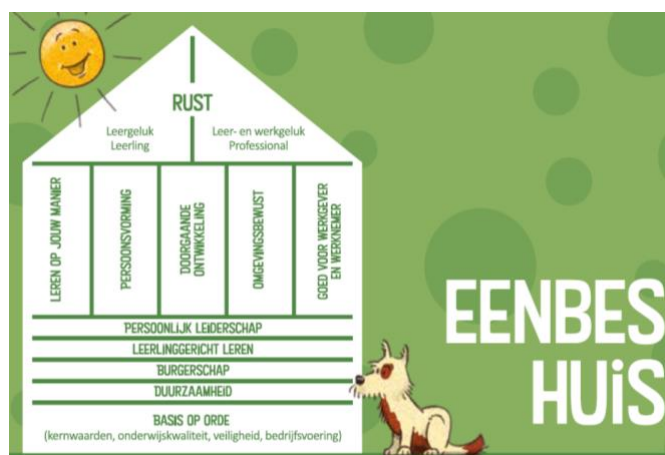 RUST
Leergeluk
Leerling
Leer- en werkgeluk
Professional
LEREN OP JOUW MANIER
PERSOONSVORMING
DOORGAANDE
ONTWIKKELING
OMGEVINGSBEWUST
GOED VOOR WERKGEVER
EN WERKNEMER
PERSOONLIJK LEIDERSCHAP
LEERLINGGERICHT LEREN
BURGERSCHAP
DUURZAAMHEID
BASIS OP ORDE
(kernwaarden, onderwijskwaliteit, veiligheid, bedrijfsvoering)
EENBES
HUiS